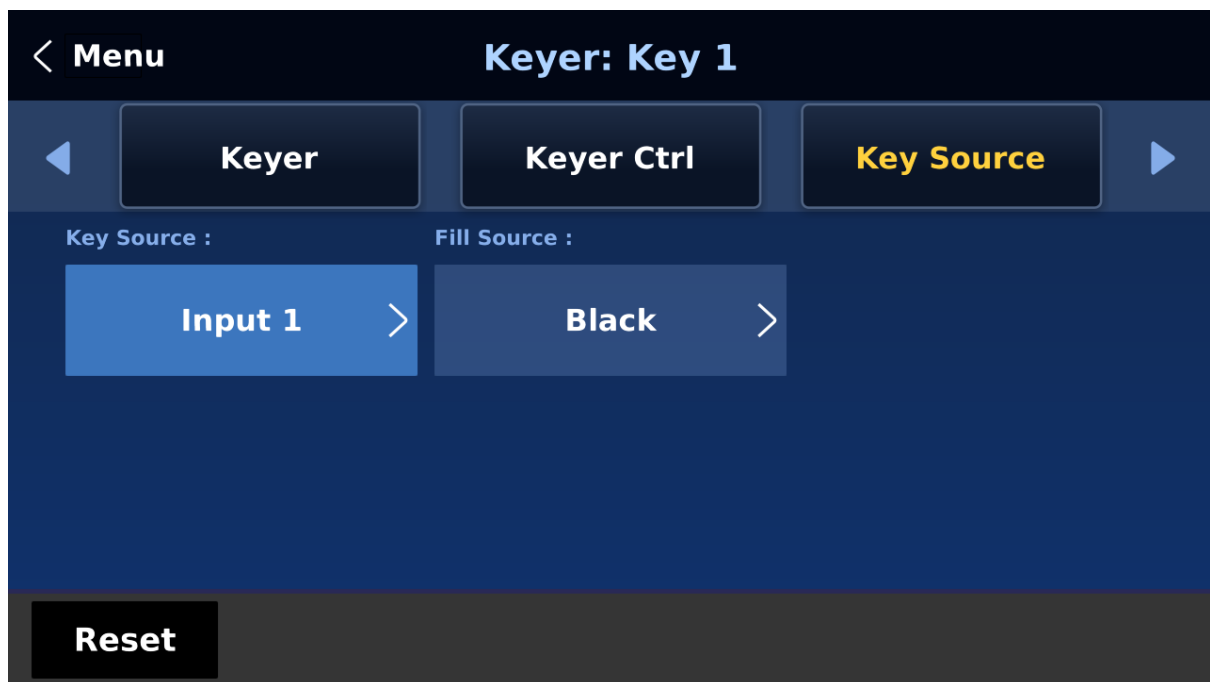 Menu
Keyer: Key 1
Keyer
Keyer Ctrl
Key Source
Key Source :
Fill Source :
Input 1
Black
Reset